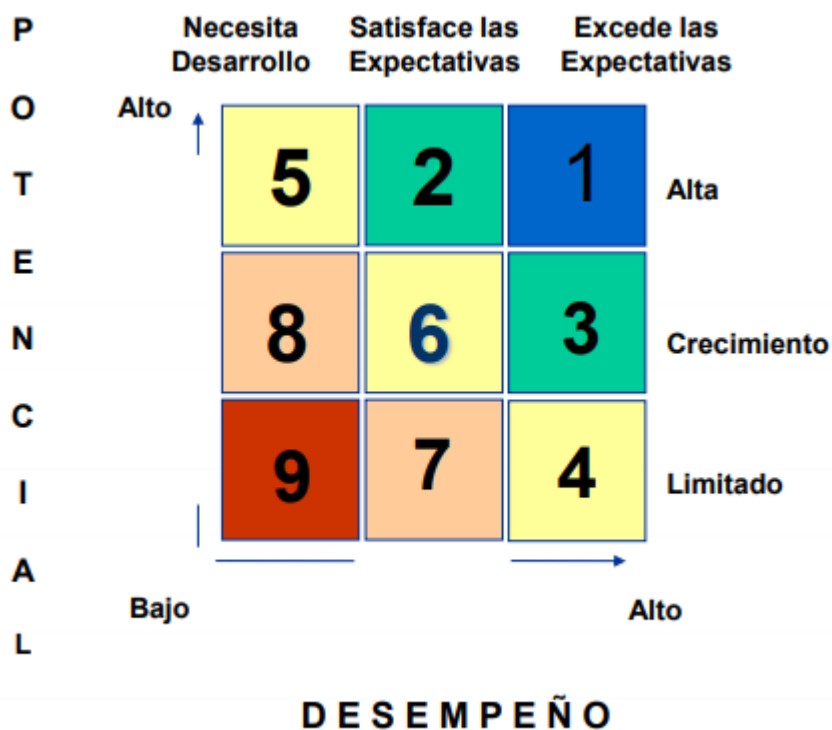 P O T E N C I A L
Necesita Desarrollo
Satisface las Expectativas
Excede las Expectativas
Alto
5 2 1 Alta
8 6 3 Crecimiento
9 7 4 Limitado
Bajo Alto
D E S E M P E Ñ O